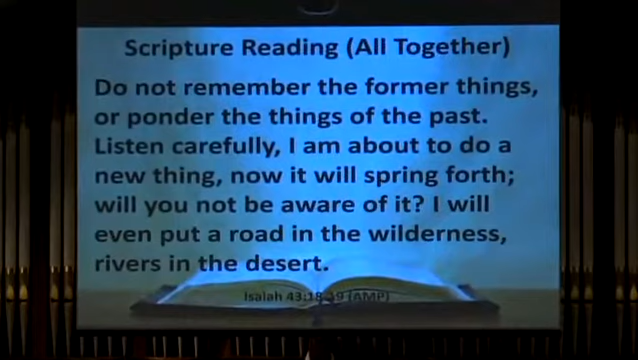 Scripture Reading (All Together)
Do not remember the former things,
or ponder the things of the past.
Listen carefully, I am about to do a
new thing, now it will spring forth;
will you not be aware of it? I will
even put a road in the wilderness,
rivers in the desert.
Isaiah 43:18-19 (AMP)